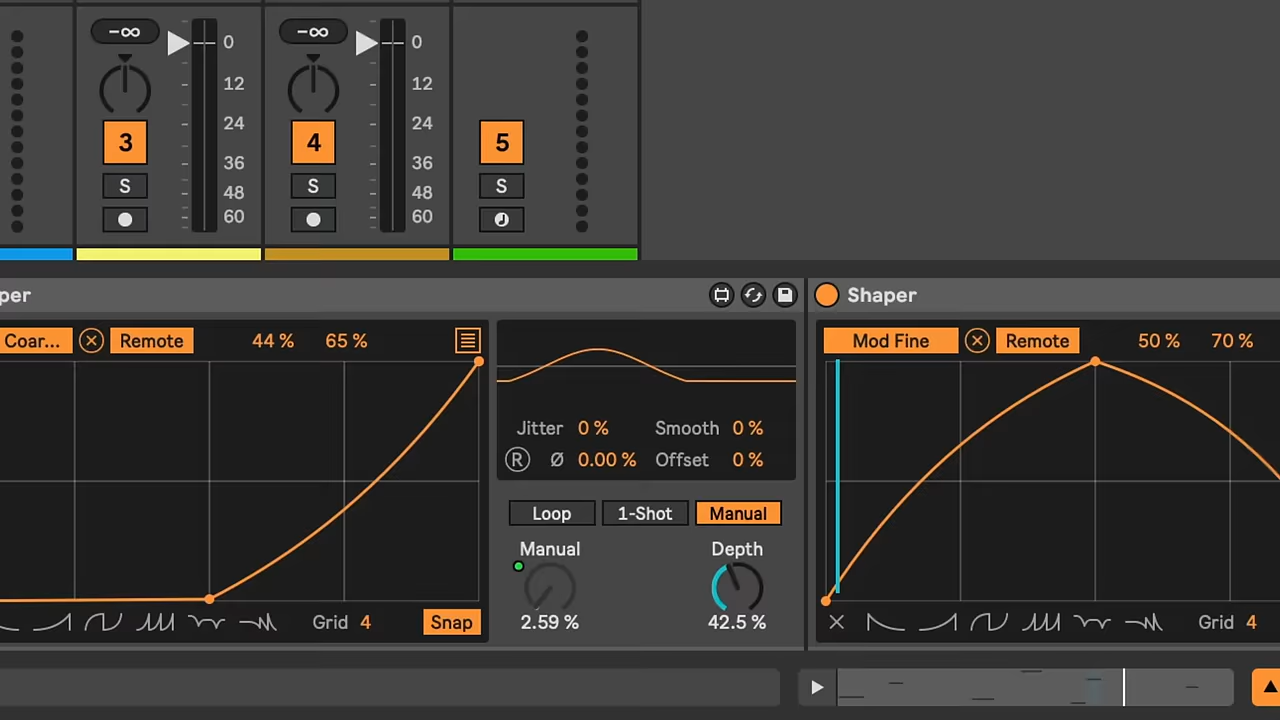 -∞ 0 -∞ 0
12 12
3 24 4 24 5
36 36
S 48 S 48 S
60 60
per Shaper
Coar... Remote 44 % 65 % Mod Fine Remote 50 % 70 %
Jitter 0 % Smooth 0 %
R Ø 0.00 % Offset 0 %
Loop 1-Shot Manual
Manual Depth
Grid 4 Snap 2.59 % 42.5 % Grid 4